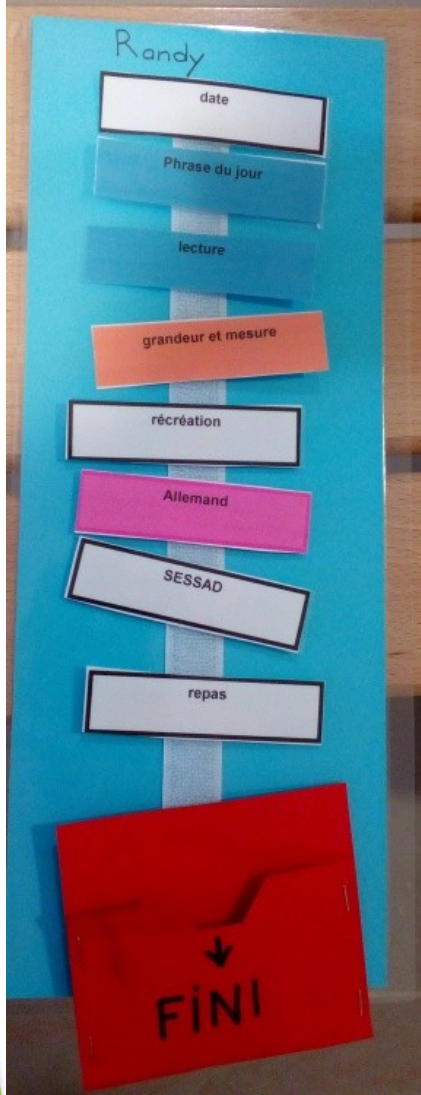 Randy
date
Phrase du jour
lecture
grandeur et mesure
récréation
Allemand
SESSAD
repas
FiNI